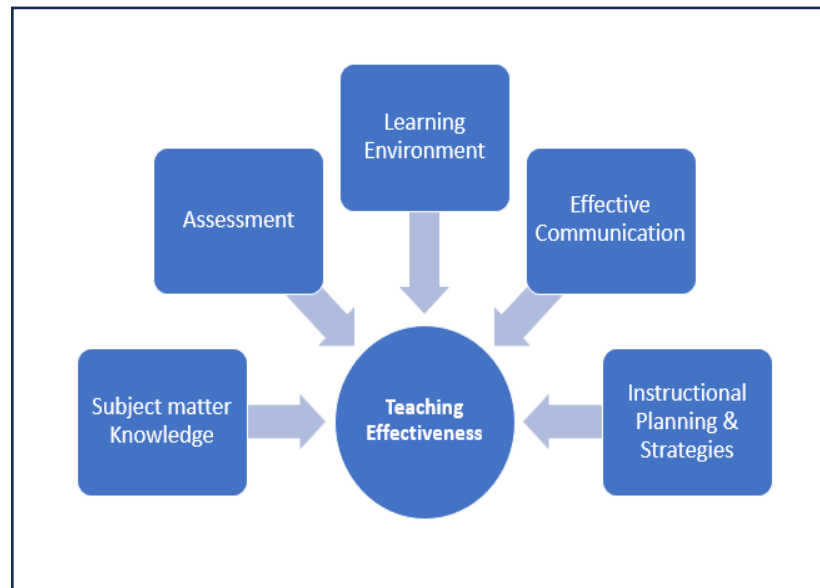 Learning
Environment
Assessment
Effective
Communication
Subject matter
Knowledge
Teaching
Effectiveness
Instructional
Planning &
Strategies